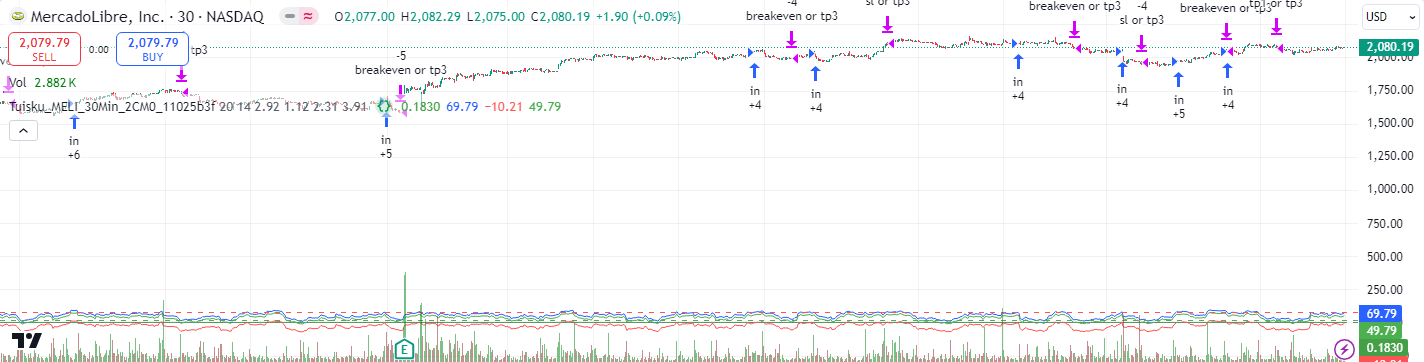 MercadoLibre, Inc. · 30 · NASDAQ
O2,077.00 H2,082.29 L2,075.00 C2,080.19 +1.90 (+0.09%)
USD
2,079.79
SELL
0.00
2,079.79
BUY
tp3
Vol 2.882 K
Tuisku_MELI_30Min_2CM0_11025b31 20 14 2.92 1.12 2.31 3.91
0.1830 69.79 −10.21 49.79
in
+6
-5
breakeven or tp3
in
+5
-4
breakeven or tp3
in
+4
in
+4
sl or tp3
breakeven or tp3
in
+4
-4
sl or tp3
in
+4
breakeven or tp3
in
+5
in
+4
tp1 or tp3
2,080.19
2,000.00
1,750.00
1,500.00
1,250.00
1,000.00
750.00
500.00
250.00
69.79
49.79
0.1830
E